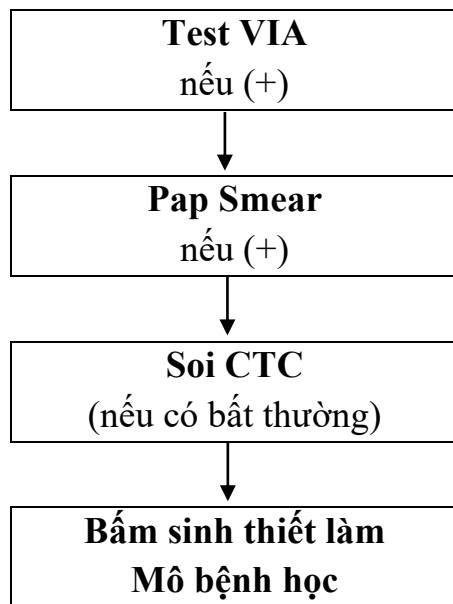 Test VIA
nếu (+)
Pap Smear
nếu (+)
Soi CTC
(nếu có bất thường)
Bấm sinh thiết làm
Mô bệnh học